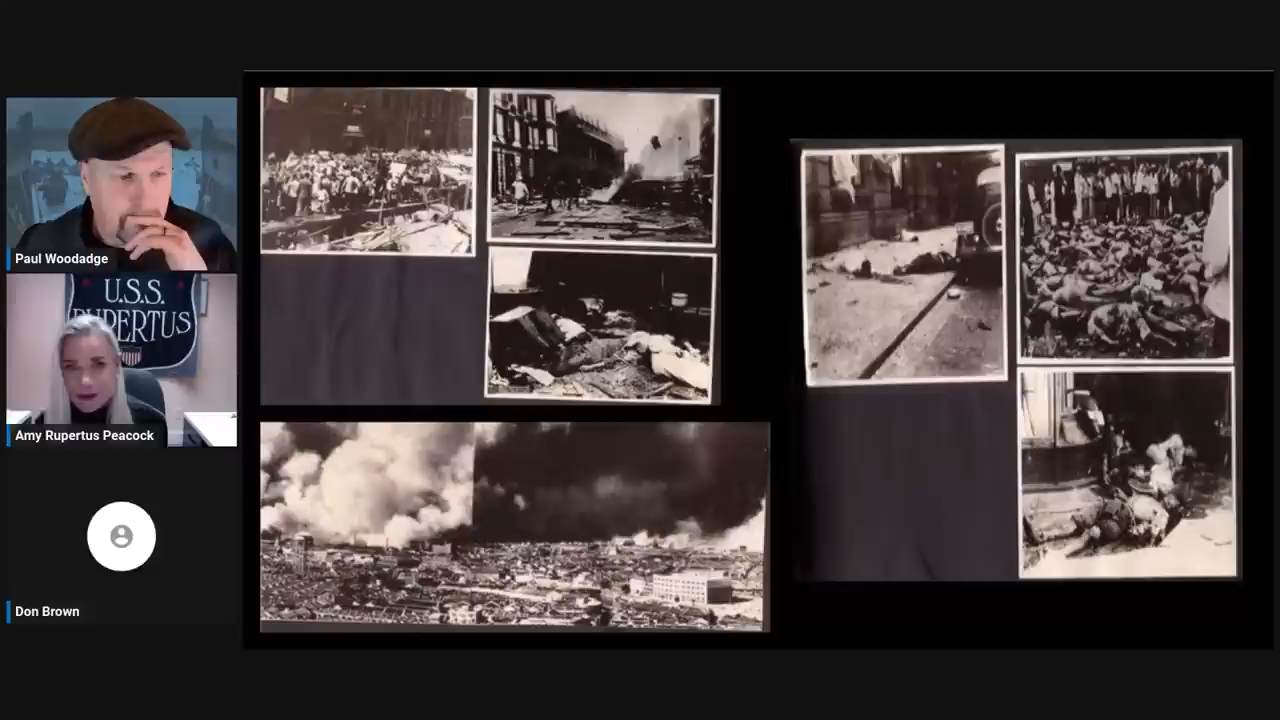 Paul Woodadge
U.S.S.
RUPERTUS
Amy Rupertus Peacock
Don Brown